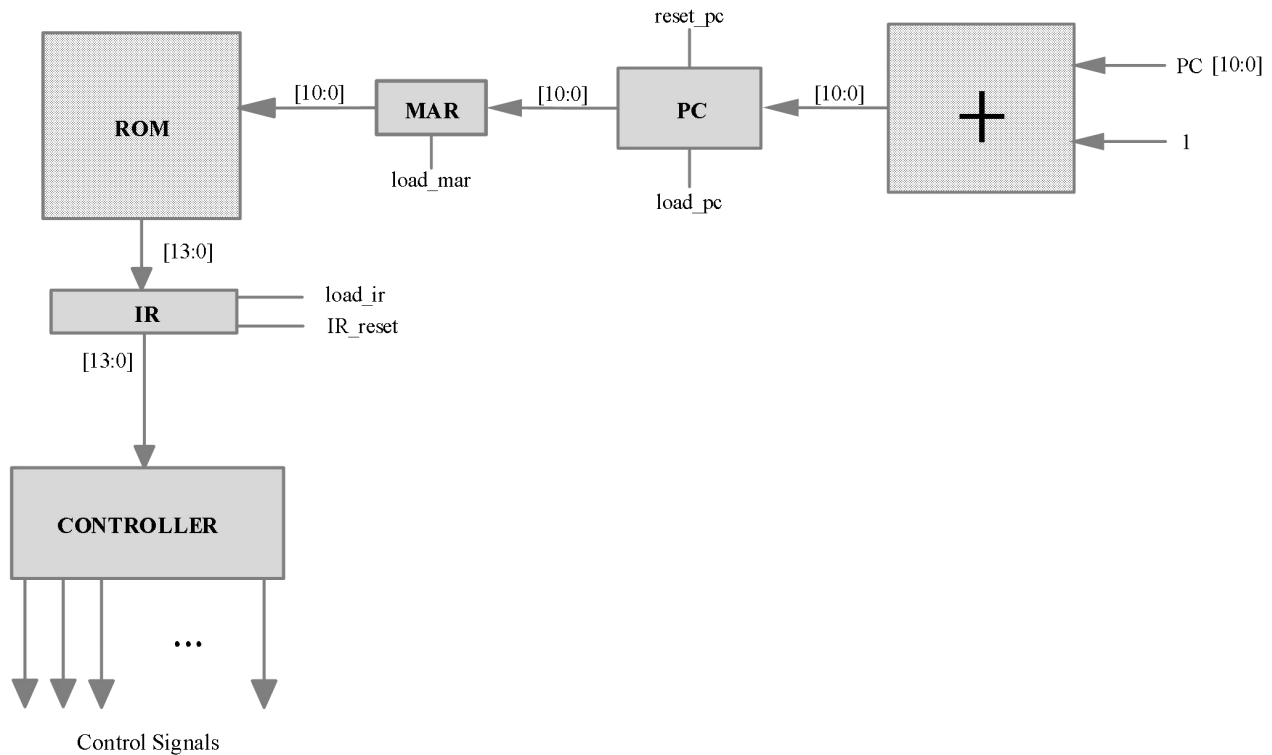 reset_pc
PC [10:0]
[10:0]
[10:0]
[10:0]
ROM
MAR
PC
+
1
load_mar
load_pc
[13:0]
load_ir
IR
IR_reset
[13:0]
CONTROLLER
...
Control Signals